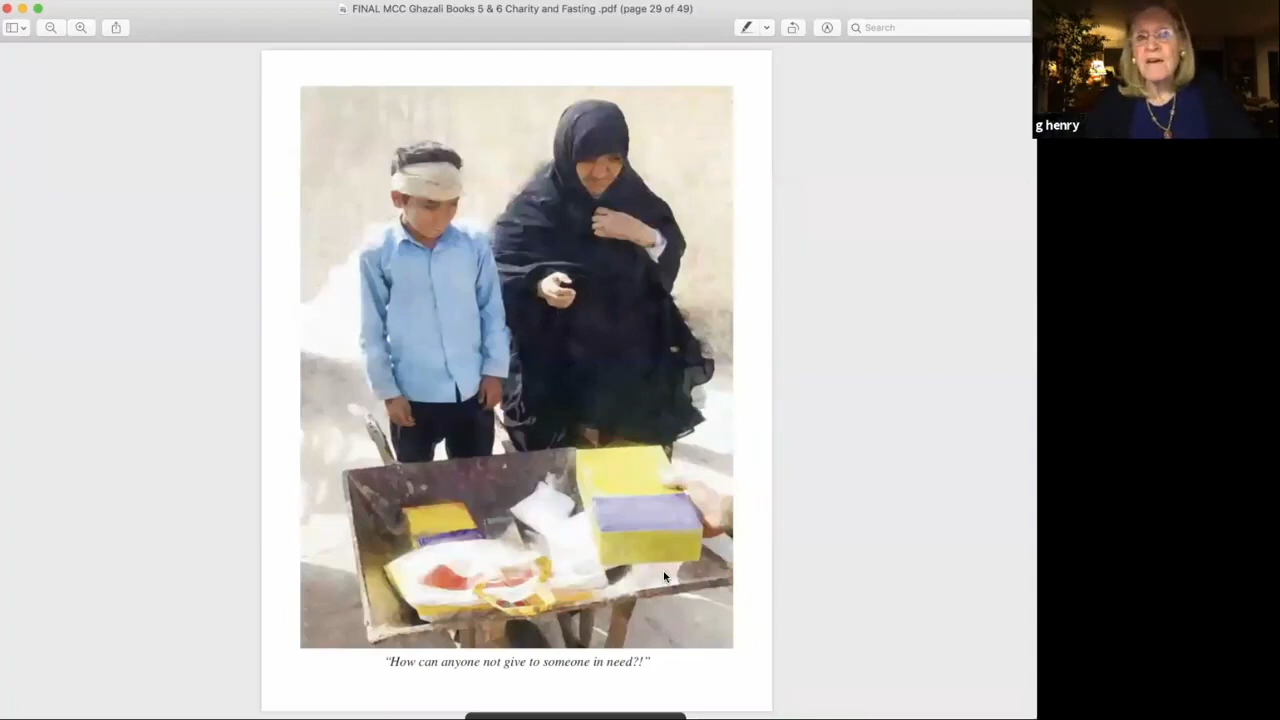 FINAL MCC Ghazali Books 5 & 6 Charity and Fasting .pdf (page 29 of 49)
Search
g henry
“How can anyone not give to someone in need?!”